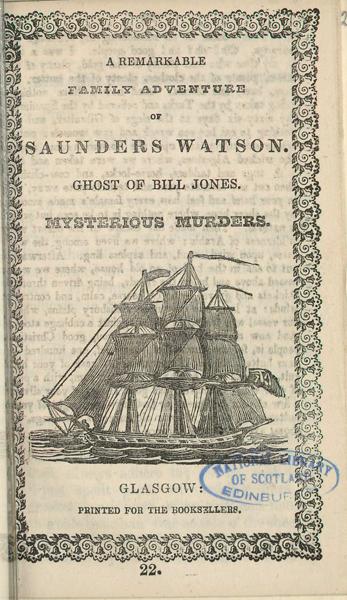 A REMARKABLE
FAMILY ADVENTURE
OF
SAUNDERS WATSON.
GHOST OF BILL JONES.
MYSTERIOUS MURDERS.
GLASGOW:
PRINTED FOR THE BOOKSELLERS.
NATIONAL LIBRARY
OF SCOTLAND
EDINBUR
22.